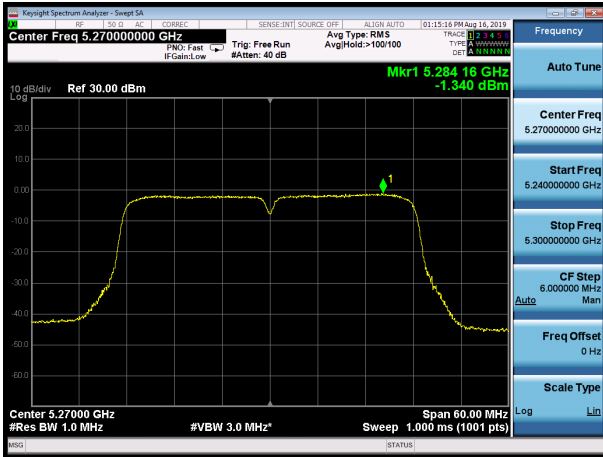 Keysight Spectrum Analyzer - Swept SA
RF 50 Ω AC CORREC SENSE:INT SOURCE OFF ALIGN AUTO 01:15:16 PM Aug 16, 2019
Center Freq 5.270000000 GHz
PNO: Fast
IFGain:Low
Trig: Free Run
#Atten: 40 dB
Avg Type: RMS
Avg|Hold:>100/100
TRACE 1 2 3 4 5 6
TYPE A WWWWW
DET A N N N N N
Frequency
Mkr1 5.284 16 GHz
-1.340 dBm
10 dB/div Ref 30.00 dBm
Log
20.0
10.0
0.00
-10.0
-20.0
-30.0
-40.0
-50.0
-60.0
1
Center 5.27000 GHz Span 60.00 MHz
#Res BW 1.0 MHz #VBW 3.0 MHz* Sweep 1.000 ms (1001 pts)
MSG STATUS
Auto Tune
Center Freq
5.270000000 GHz
Start Freq
5.240000000 GHz
Stop Freq
5.300000000 GHz
CF Step
6.000000 MHz
Auto Man
Freq Offset
0 Hz
Scale Type
Log Lin